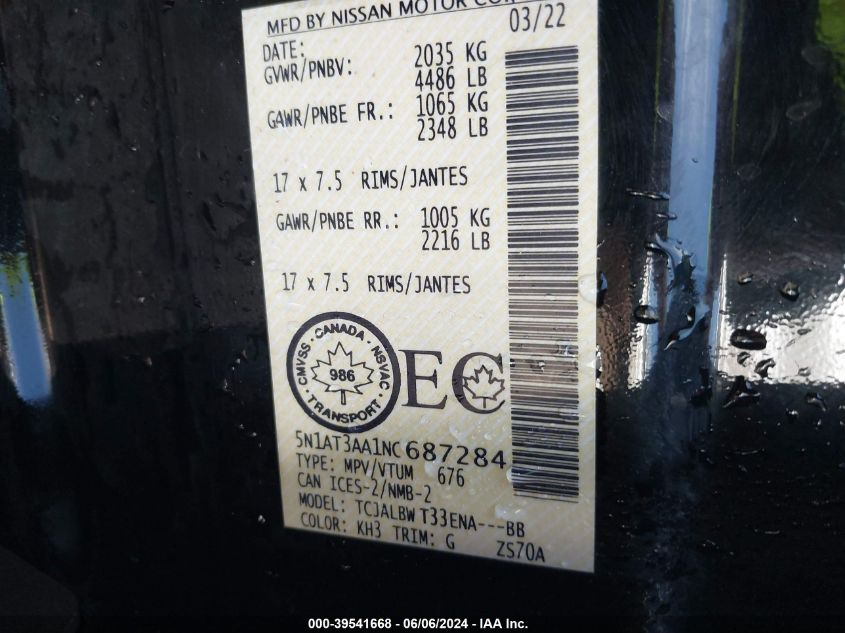 MFD BY NISSAN MOTOR
DATE: 03/22
GVWR/PNBV: 2035 KG
4486 LB
GAWR/PNBE FR.: 1065 KG
2348 LB
17 x 7.5 RIMS/JANTES
GAWR/PNBE RR.: 1005 KG
2216 LB
17 x 7.5 RIMS/JANTES
CMVSS · CANADA · NSVAC
986
TRANSPORT
EC
5N1AT3AA1NC687284
TYPE: MPV/VTUM 676
CAN ICES-2/NMB-2
MODEL: TCJALBW T33ENA---BB
COLOR: KH3 TRIM: G ZS70A
000-39541668 - 06/06/2024 - IAA Inc.